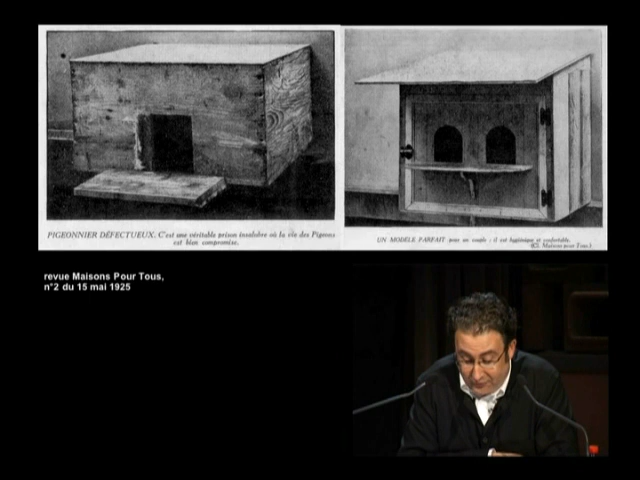 PIGEONNIER DÉFECTUEUX. C'est une véritable prison insalobre où la vie des Pigeons
est bien compromise.
UN MODÈLE PARFAIT pour un couple : il est hygiénique et confortable.
(Cl. Maisons pour Tous.)
revue Maisons Pour Tous,
n°2 du 15 mai 1925